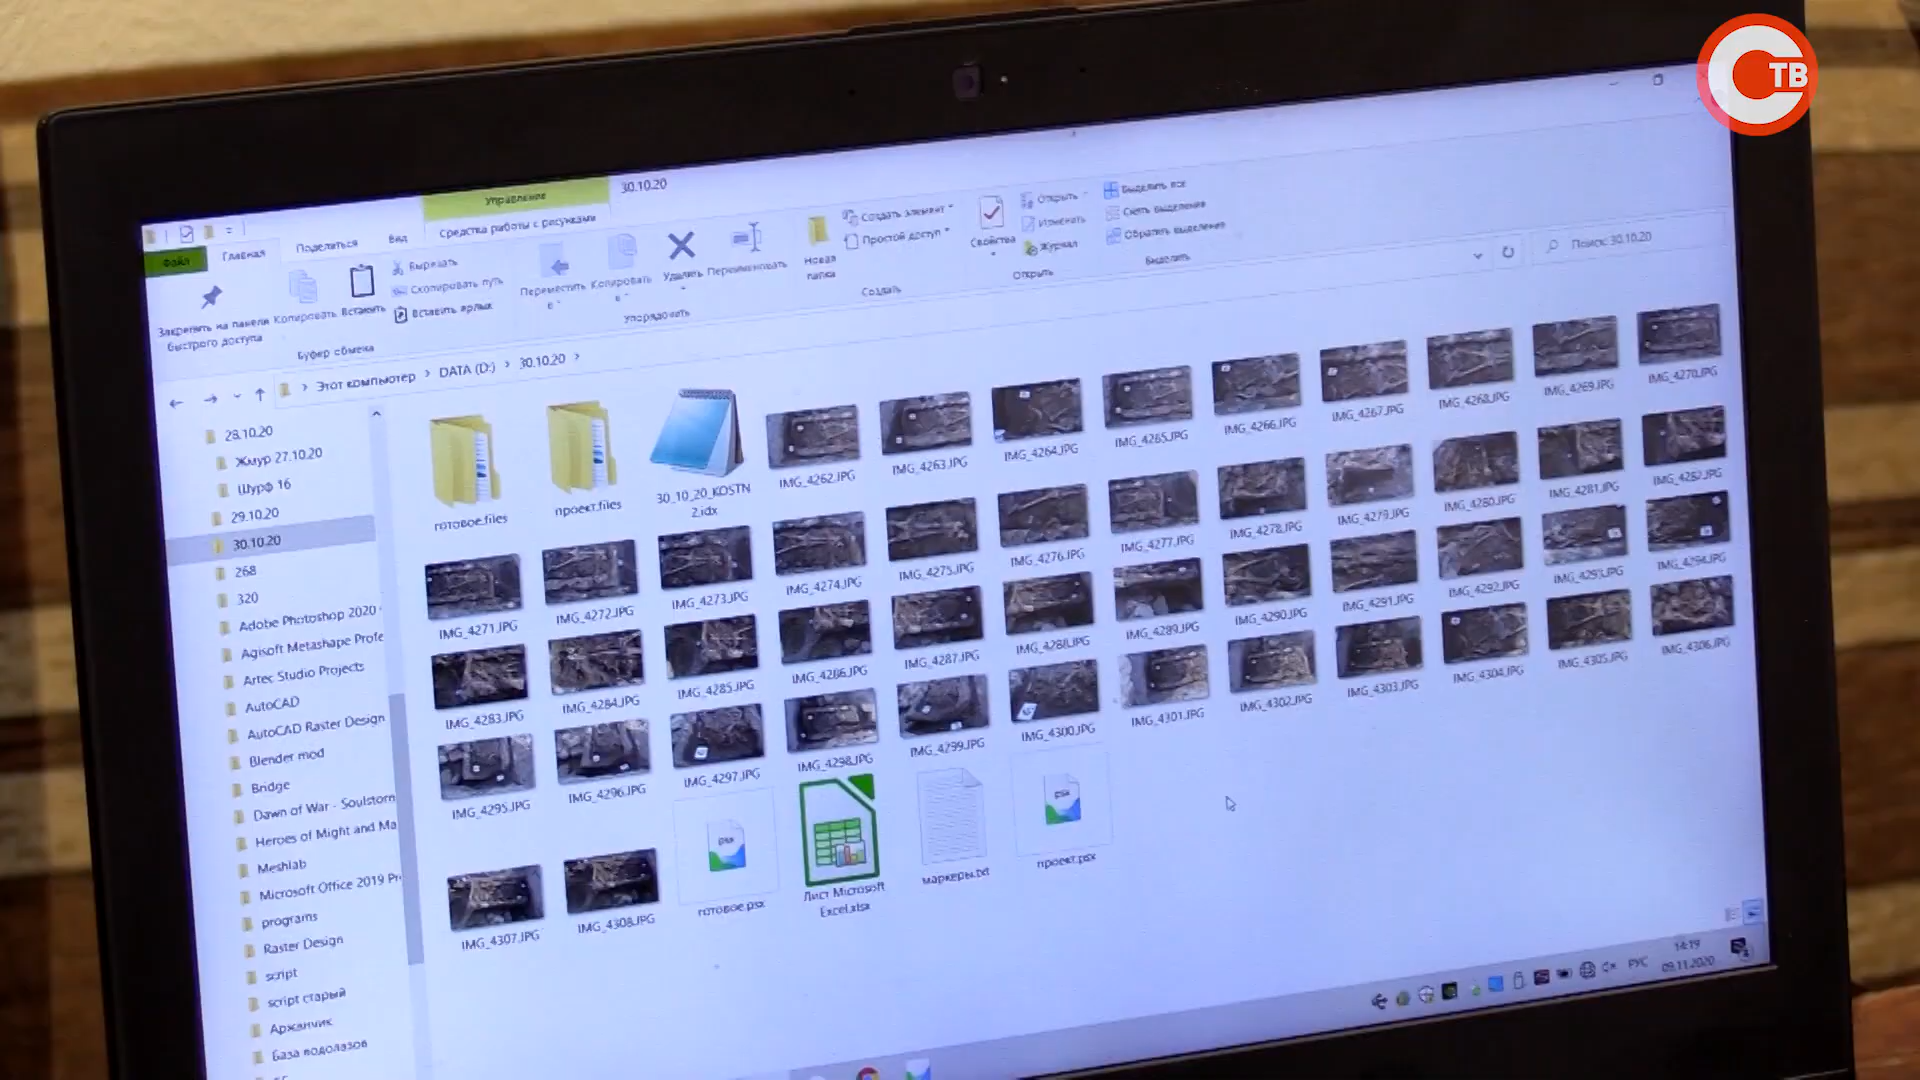 СТВ
Управление
30.10.20
Файл
Главная
Поделиться
Вид
Средства работы с рисунками
Закрепить на панели
быстрого доступа
Копировать
Вставить
Вырезать
Скопировать путь
Вставить ярлык
Буфер обмена
Переместить
в
Копировать
в
Удалить
Переименовать
Упорядочить
Новая
папка
Создать элемент
Простой доступ
Создать
Свойства
Открыть
Изменить
Журнал
Открыть
Выделить все
Снять выделение
Обратить выделение
Выделить
Этот компьютер > DATA (D:) > 30.10.20 >
Поиск: 30.10.20
28.10.20
Жмур 27.10.20
Шурф 16
29.10.20
30.10.20
268
320
Adobe Photoshop 2020
Agisoft Metashape Profe
Artec Studio Projects
AutoCAD
AutoCAD Raster Design
Blender mod
Bridge
Dawn of War - Soulstorm
Heroes of Might and Ma
Meshlab
Microsoft Office 2019 Pr
programs
Raster Design
script
script старый
Аржанчик
База водолазов
готовое.files
проект.files
30_10_20_KOSTN
2.idx
IMG_4262.JPG
IMG_4263.JPG
IMG_4264.JPG
IMG_4265.JPG
IMG_4266.JPG
IMG_4267.JPG
IMG_4268.JPG
IMG_4269.JPG
IMG_4270.JPG
IMG_4271.JPG
IMG_4272.JPG
IMG_4273.JPG
IMG_4274.JPG
IMG_4275.JPG
IMG_4276.JPG
IMG_4277.JPG
IMG_4278.JPG
IMG_4279.JPG
IMG_4280.JPG
IMG_4281.JPG
IMG_4282.JPG
IMG_4283.JPG
IMG_4284.JPG
IMG_4285.JPG
IMG_4286.JPG
IMG_4287.JPG
IMG_4288.JPG
IMG_4289.JPG
IMG_4290.JPG
IMG_4291.JPG
IMG_4292.JPG
IMG_4293.JPG
IMG_4294.JPG
IMG_4295.JPG
IMG_4296.JPG
IMG_4297.JPG
IMG_4298.JPG
IMG_4299.JPG
IMG_4300.JPG
IMG_4301.JPG
IMG_4302.JPG
IMG_4303.JPG
IMG_4304.JPG
IMG_4305.JPG
IMG_4306.JPG
IMG_4307.JPG
IMG_4308.JPG
PSX
готовое.psx
Лист Microsoft
Excel.xlsx
маркеры.txt
PSX
проект.psx
РУС
14:19
09.11.2020